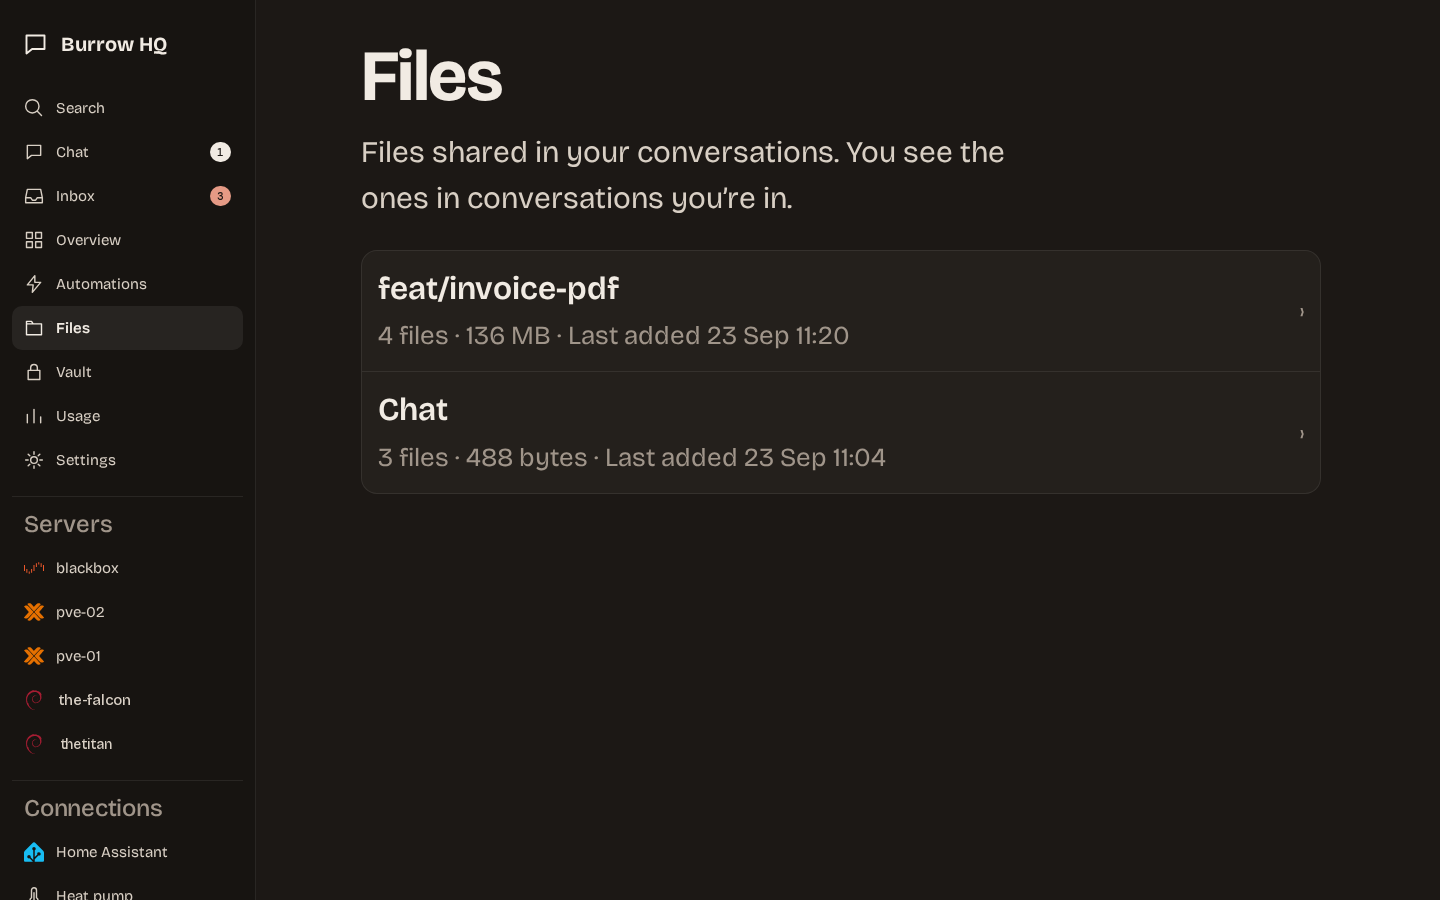 Burrow HQ
Search
Chat 1
Inbox 3
Overview
Automations
Files
Vault
Usage
Settings
Servers
blackbox
pve-02
pve-01
the-falcon
thetitan
Connections
Home Assistant
Heat pump
Files
Files shared in your conversations. You see the
ones in conversations you’re in.
feat/invoice-pdf
4 files · 136 MB · Last added 23 Sep 11:20
Chat
3 files · 488 bytes · Last added 23 Sep 11:04